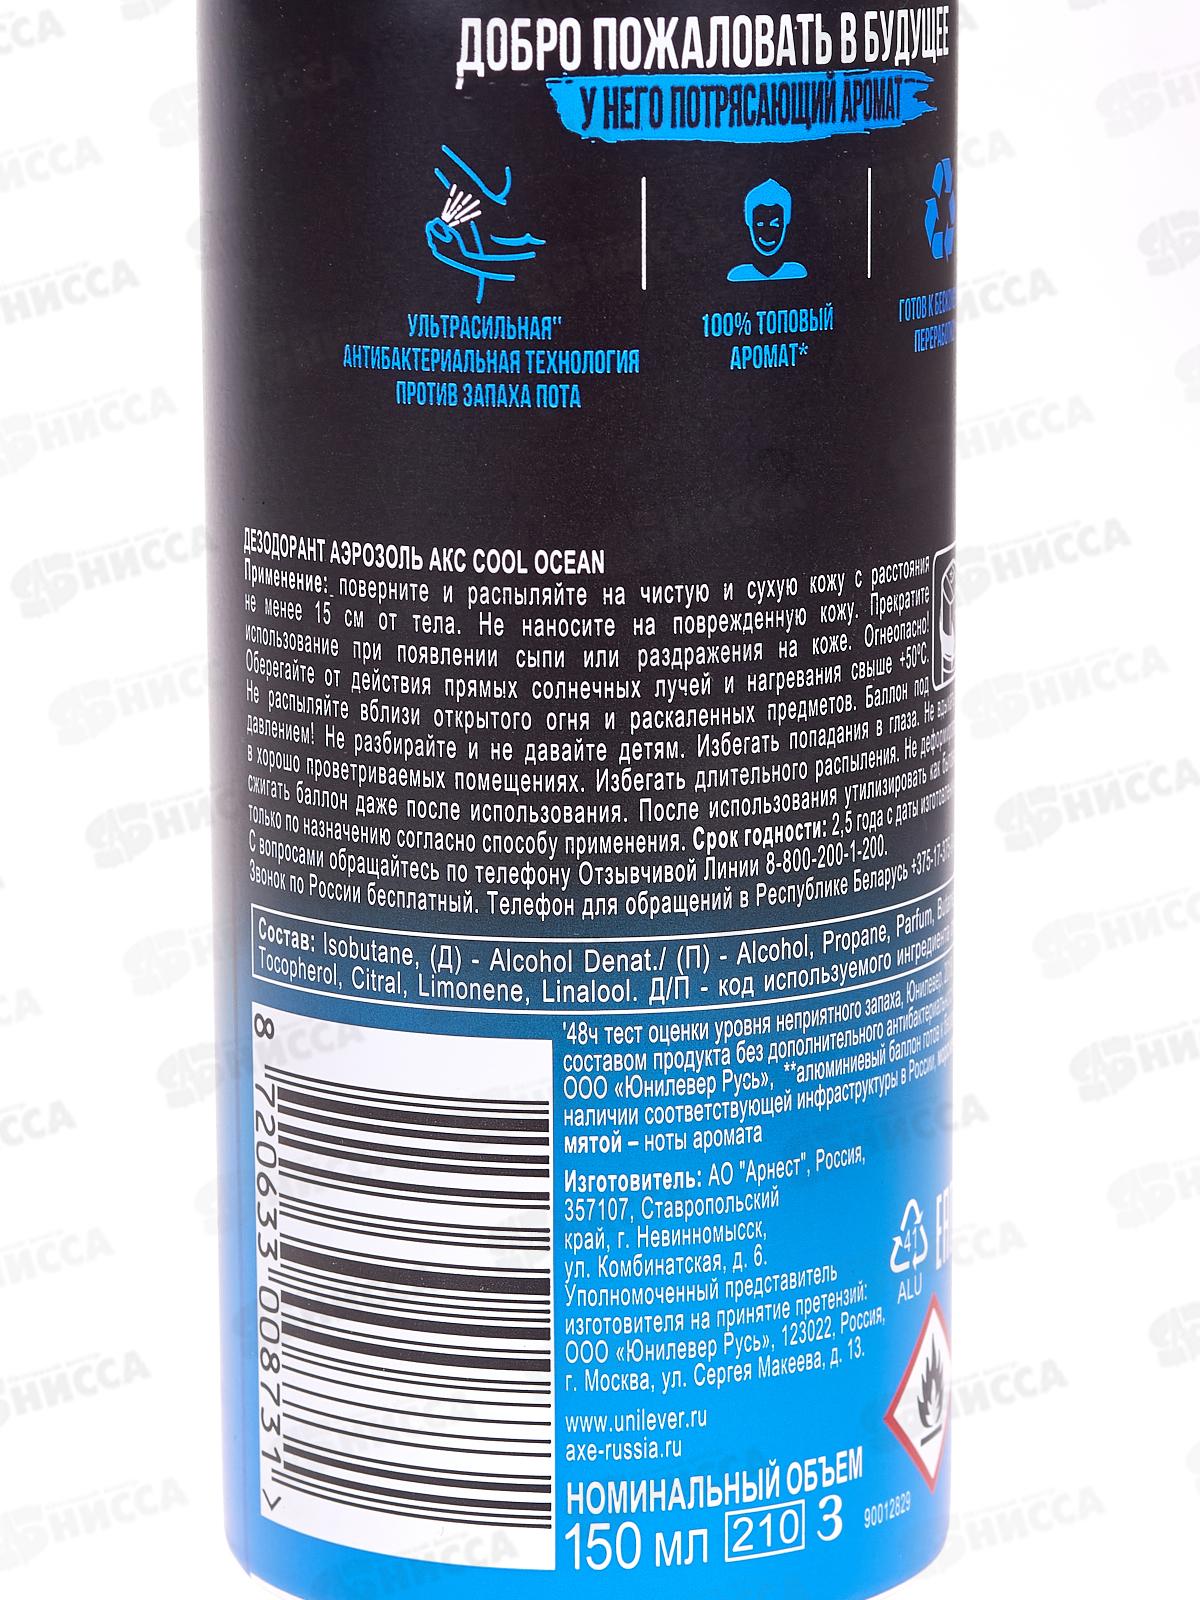 ДОБРО ПОЖАЛОВАТЬ В БУДУЩЕЕ
У НЕГО ПОТРЯСАЮЩИЙ АРОМАТ
УЛЬТРАСИЛЬНАЯ"
АНТИБАКТЕРИАЛЬНАЯ ТЕХНОЛОГИЯ
ПРОТИВ ЗАПАХА ПОТА
100% ТОПОВЫЙ
АРОМАТ*
ГОТОВ К
ДЕЗОДОРАНТ АЭРОЗОЛЬ АКС COOL OCEAN
Применение: поверните и распыляйте на чистую и сухую кожу с расстояния
не менее 15 см от тела. Не наносите на поврежденную кожу. Прекратите
использование при появлении сыпи или раздражения на коже. Огнеопасно!
Оберегайте от действия прямых солнечных лучей и нагревания свыше +50°C.
Не распыляйте вблизи открытого огня и раскаленных предметов. Баллон под
давлением! Не разбирайте и не давайте детям. Избегать попадания в глаза. Не
в хорошо проветриваемых помещениях. Избегать длительного распыления. Не
сжигать баллон даже после использования. После использования утилизировать как
только по назначению согласно способу применения. Срок годности: 2,5 года с даты
С вопросами обращайтесь по телефону Отзывчивой Линии 8-800-200-1-200.
Звонок по России бесплатный. Телефон для обращений в Республике Беларусь +375-17-
Состав: Isobutane, (Д) - Alcohol Denat./ (П) - Alcohol, Propane, Parfum,
Tocopherol, Citral, Limonene, Linalool. Д/П - код используемого ингредиента
'48ч тест оценки уровня неприятного запаха, Юнилевер,
составом продукта без дополнительного
ООО «Юнилевер Русь», **алюминиевый баллон готов к
наличии соответствующей инфраструктуры в России,
мятой – ноты аромата
Изготовитель: АО "Арнест", Россия,
357107, Ставропольский
край, г. Невинномысск,
ул. Комбинатская, д. 6.
Уполномоченный представитель
изготовителя на принятие претензий:
ООО «Юнилевер Русь», 123022, Россия,
г. Москва, ул. Сергея Макеева, д. 13.
www.unilever.ru
axe-russia.ru
НОМИНАЛЬНЫЙ ОБЪЕМ
150 мл 210 3
90012829
41
ALU
8 720633 008731 >
НИССА